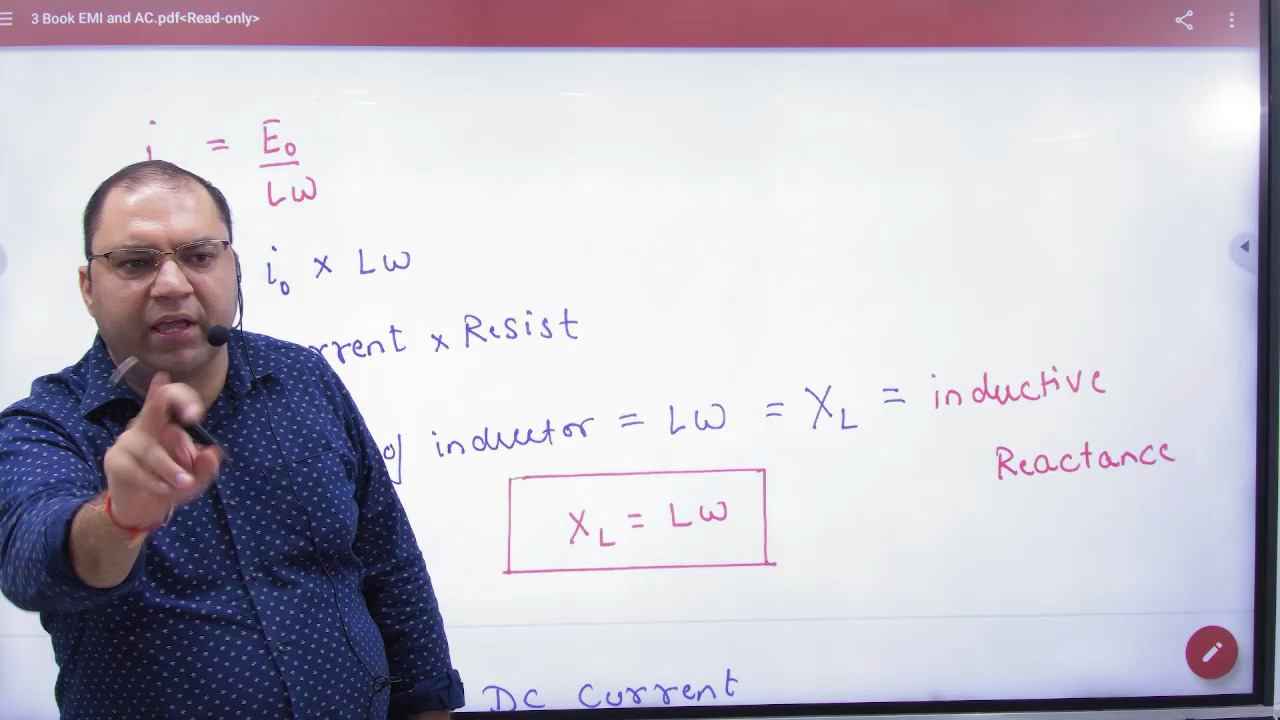 3 Book EMI and AC.pdf<Read-only>
i = E₀
Lω
i₀ × Lω
rrent × Resist
of inductor = Lω = X_L = inductive
Reactance
X_L = Lω
DC Current